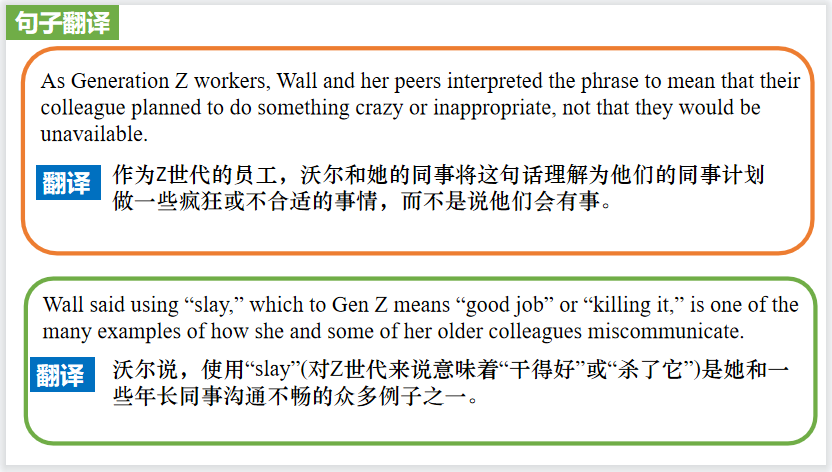 句子翻译
As Generation Z workers, Wall and her peers interpreted the phrase to mean that their
colleague planned to do something crazy or inappropriate, not that they would be
unavailable.
翻译
作为Z世代的员工，沃尔和她的同事将这句话理解为他们的同事计划
做一些疯狂或不合适的事情，而不是说他们会有事。
Wall said using “slay,” which to Gen Z means “good job” or “killing it,” is one of the
many examples of how she and some of her older colleagues miscommunicate.
翻译
沃尔说，使用“slay”(对Z世代来说意味着“干得好”或“杀了它”)是她和一
些年长同事沟通不畅的众多例子之一。